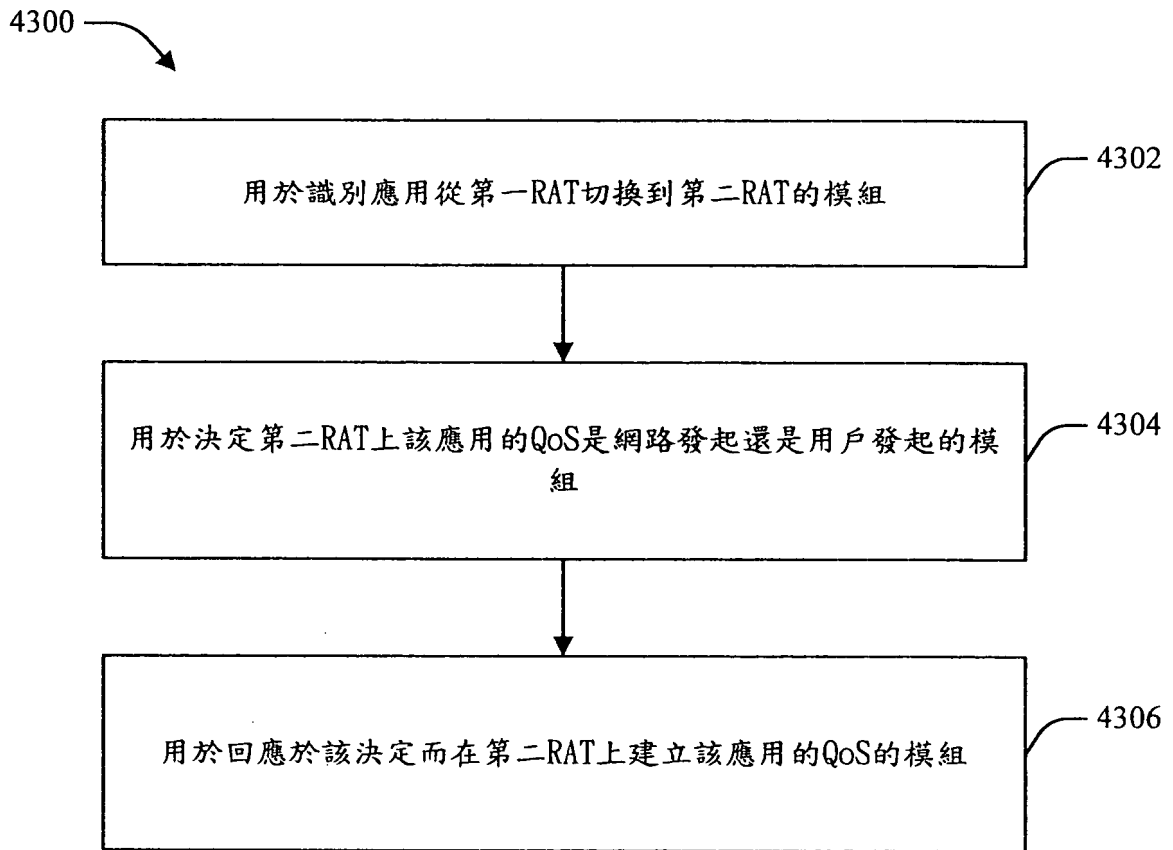 4300
用於識別應用從第一RAT切換到第二RAT的模組
4302
用於決定第二RAT上該應用的QoS是網路發起還是用戶發起的模
組
4304
用於回應於該決定而在第二RAT上建立該應用的QoS的模組
4306